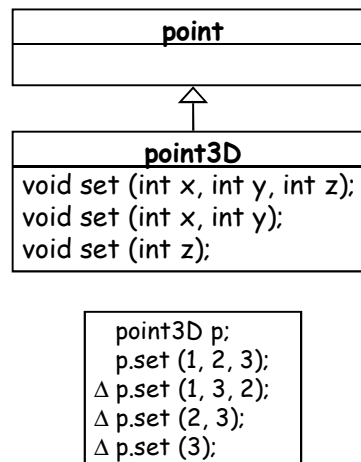 point
point3D
void set (int x, int y, int z);
void set (int x, int y);
void set (int z);
point3D p;
p.set (1, 2, 3);
Δ p.set (1, 3, 2);
Δ p.set (2, 3);
Δ p.set (3);